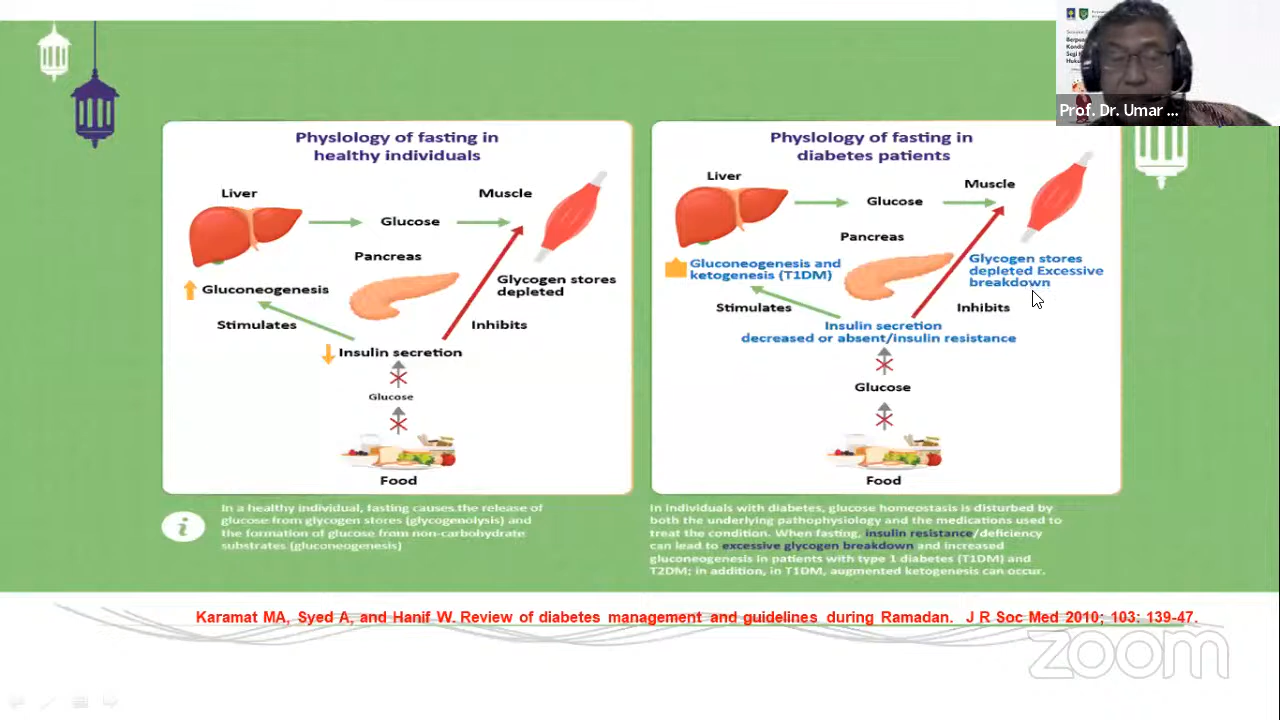 Prof. Dr. Umar ...
Physiology of fasting in
healthy individuals
Liver
Muscle
Glucose
Pancreas
Glycogen stores
depleted
Gluconeogenesis
Stimulates
Inhibits
Insulin secretion
Glucose
Food
Physiology of fasting in
diabetes patients
Liver
Muscle
Glucose
Pancreas
Gluconeogenesis and
ketogenesis (T1DM)
Glycogen stores
depleted Excessive
breakdown
Stimulates
Inhibits
Insulin secretion
decreased or absent/insulin resistance
Glucose
Food
i
In a healthy individual, fasting causes the release of
glucose from glycogen stores (glycogenolysis) and
the formation of glucose from non-carbohydrate
substrates (gluconeogenesis)
In individuals with diabetes, glucose homeostasis is disturbed by
both the underlying pathophysiology and the medications used to
treat the condition. When fasting, insulin resistance/deficiency
can lead to excessive glycogen breakdown and increased
gluconeogenesis in patients with type 1 diabetes (T1DM) and
T2DM; in addition, in T1DM, augmented ketogenesis can occur.
Karamat MA, Syed A, and Hanif W. Review of diabetes management and guidelines during Ramadan. J R Soc Med 2010; 103: 139-47.
zoom